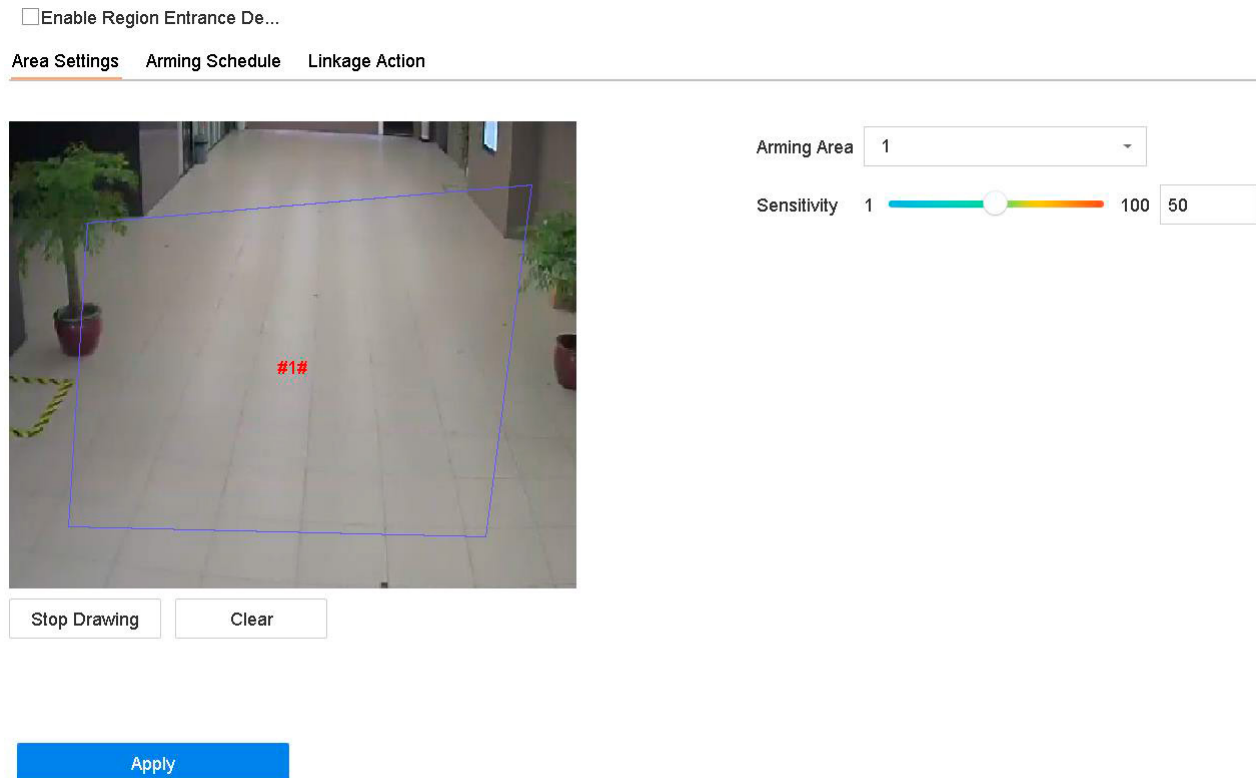 Enable Region Entrance De...
Area Settings Arming Schedule Linkage Action
Arming Area 1
Sensitivity 1 100 50
#1#
Stop Drawing Clear
Apply